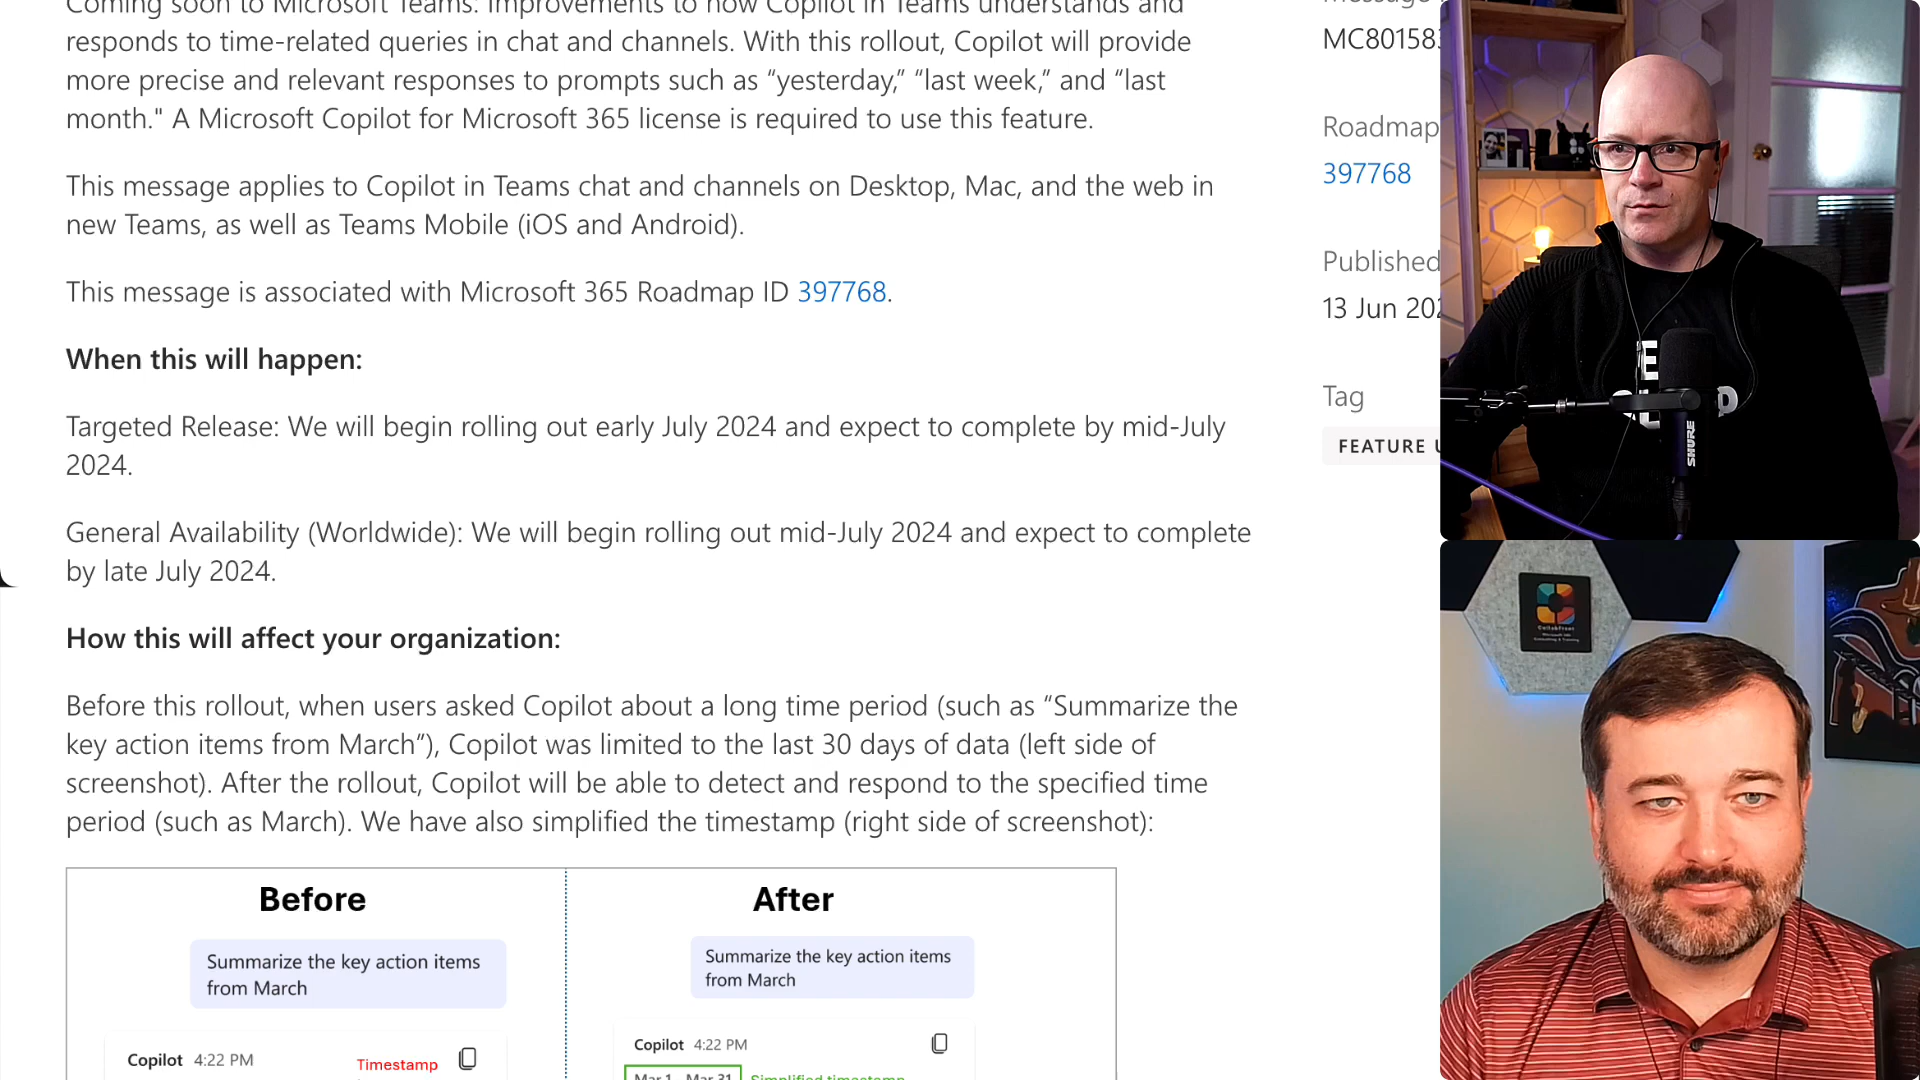 Coming soon to Microsoft Teams: Improvements to how Copilot in Teams understands and
responds to time-related queries in chat and channels. With this rollout, Copilot will provide
more precise and relevant responses to prompts such as “yesterday,” “last week,” and “last
month." A Microsoft Copilot for Microsoft 365 license is required to use this feature.
This message applies to Copilot in Teams chat and channels on Desktop, Mac, and the web in
new Teams, as well as Teams Mobile (iOS and Android).
This message is associated with Microsoft 365 Roadmap ID 397768.
When this will happen:
Targeted Release: We will begin rolling out early July 2024 and expect to complete by mid-July
2024.
General Availability (Worldwide): We will begin rolling out mid-July 2024 and expect to complete
by late July 2024.
How this will affect your organization:
Before this rollout, when users asked Copilot about a long time period (such as “Summarize the
key action items from March”), Copilot was limited to the last 30 days of data (left side of
screenshot). After the rollout, Copilot will be able to detect and respond to the specified time
period (such as March). We have also simplified the timestamp (right side of screenshot):
Before
Summarize the key action items
from March
Copilot 4:22 PM
Timestamp
After
Summarize the key action items
from March
Copilot 4:22 PM
Mar 1 - Mar 31 Simplified timestamp
Message
MC80158
Roadmap
397768
Published
13 Jun 202
Tag
FEATURE
SHURE
CollabFront